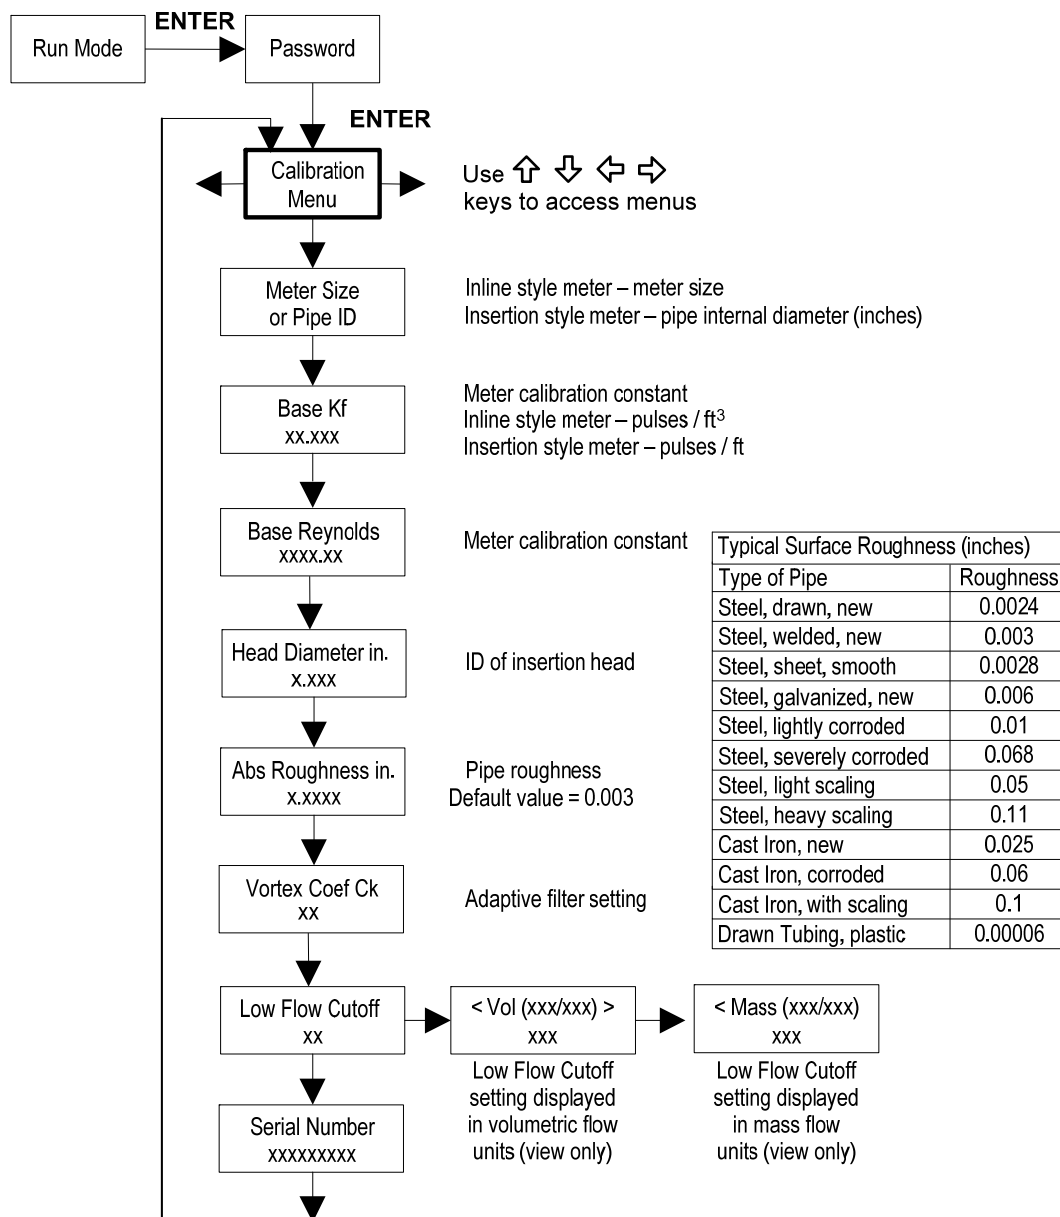 ENTER
Run Mode
Password
ENTER
Calibration
Menu
Use
keys to access menus
Meter Size
or Pipe ID
Inline style meter – meter size
Insertion style meter – pipe internal diameter (inches)
Base Kf
xx.xxx
Meter calibration constant
Inline style meter – pulses / ft³
Insertion style meter – pulses / ft
Base Reynolds
xxxx.xx
Meter calibration constant
Head Diameter in.
x.xxx
ID of insertion head
Abs Roughness in.
x.xxxx
Pipe roughness
Default value = 0.003
Vortex Coef Ck
xx
Adaptive filter setting
Typical Surface Roughness (inches)
Type of Pipe Roughness
Steel, drawn, new 0.0024
Steel, welded, new 0.003
Steel, sheet, smooth 0.0028
Steel, galvanized, new 0.006
Steel, lightly corroded 0.01
Steel, severely corroded 0.068
Steel, light scaling 0.05
Steel, heavy scaling 0.11
Cast Iron, new 0.025
Cast Iron, corroded 0.06
Cast Iron, with scaling 0.1
Drawn Tubing, plastic 0.00006
Low Flow Cutoff
xx
< Vol (xxx/xxx) >
xxx
Low Flow Cutoff
setting displayed
in volumetric flow
units (view only)
< Mass (xxx/xxx)
xxx
Low Flow Cutoff
setting displayed
in mass flow
units (view only)
Serial Number
xxxxxxxxx